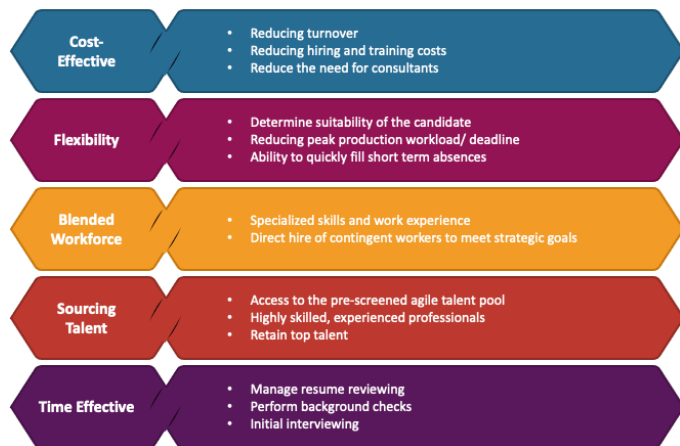 Cost-
Effective
• Reducing turnover
• Reducing hiring and training costs
• Reduce the need for consultants
Flexibility
• Determine suitability of the candidate
• Reducing peak production workload/ deadline
• Ability to quickly fill short term absences
Blended
Workforce
• Specialized skills and work experience
• Direct hire of contingent workers to meet strategic goals
Sourcing
Talent
• Access to the pre-screened agile talent pool
• Highly skilled, experienced professionals
• Retain top talent
Time Effective
• Manage resume reviewing
• Perform background checks
• Initial interviewing